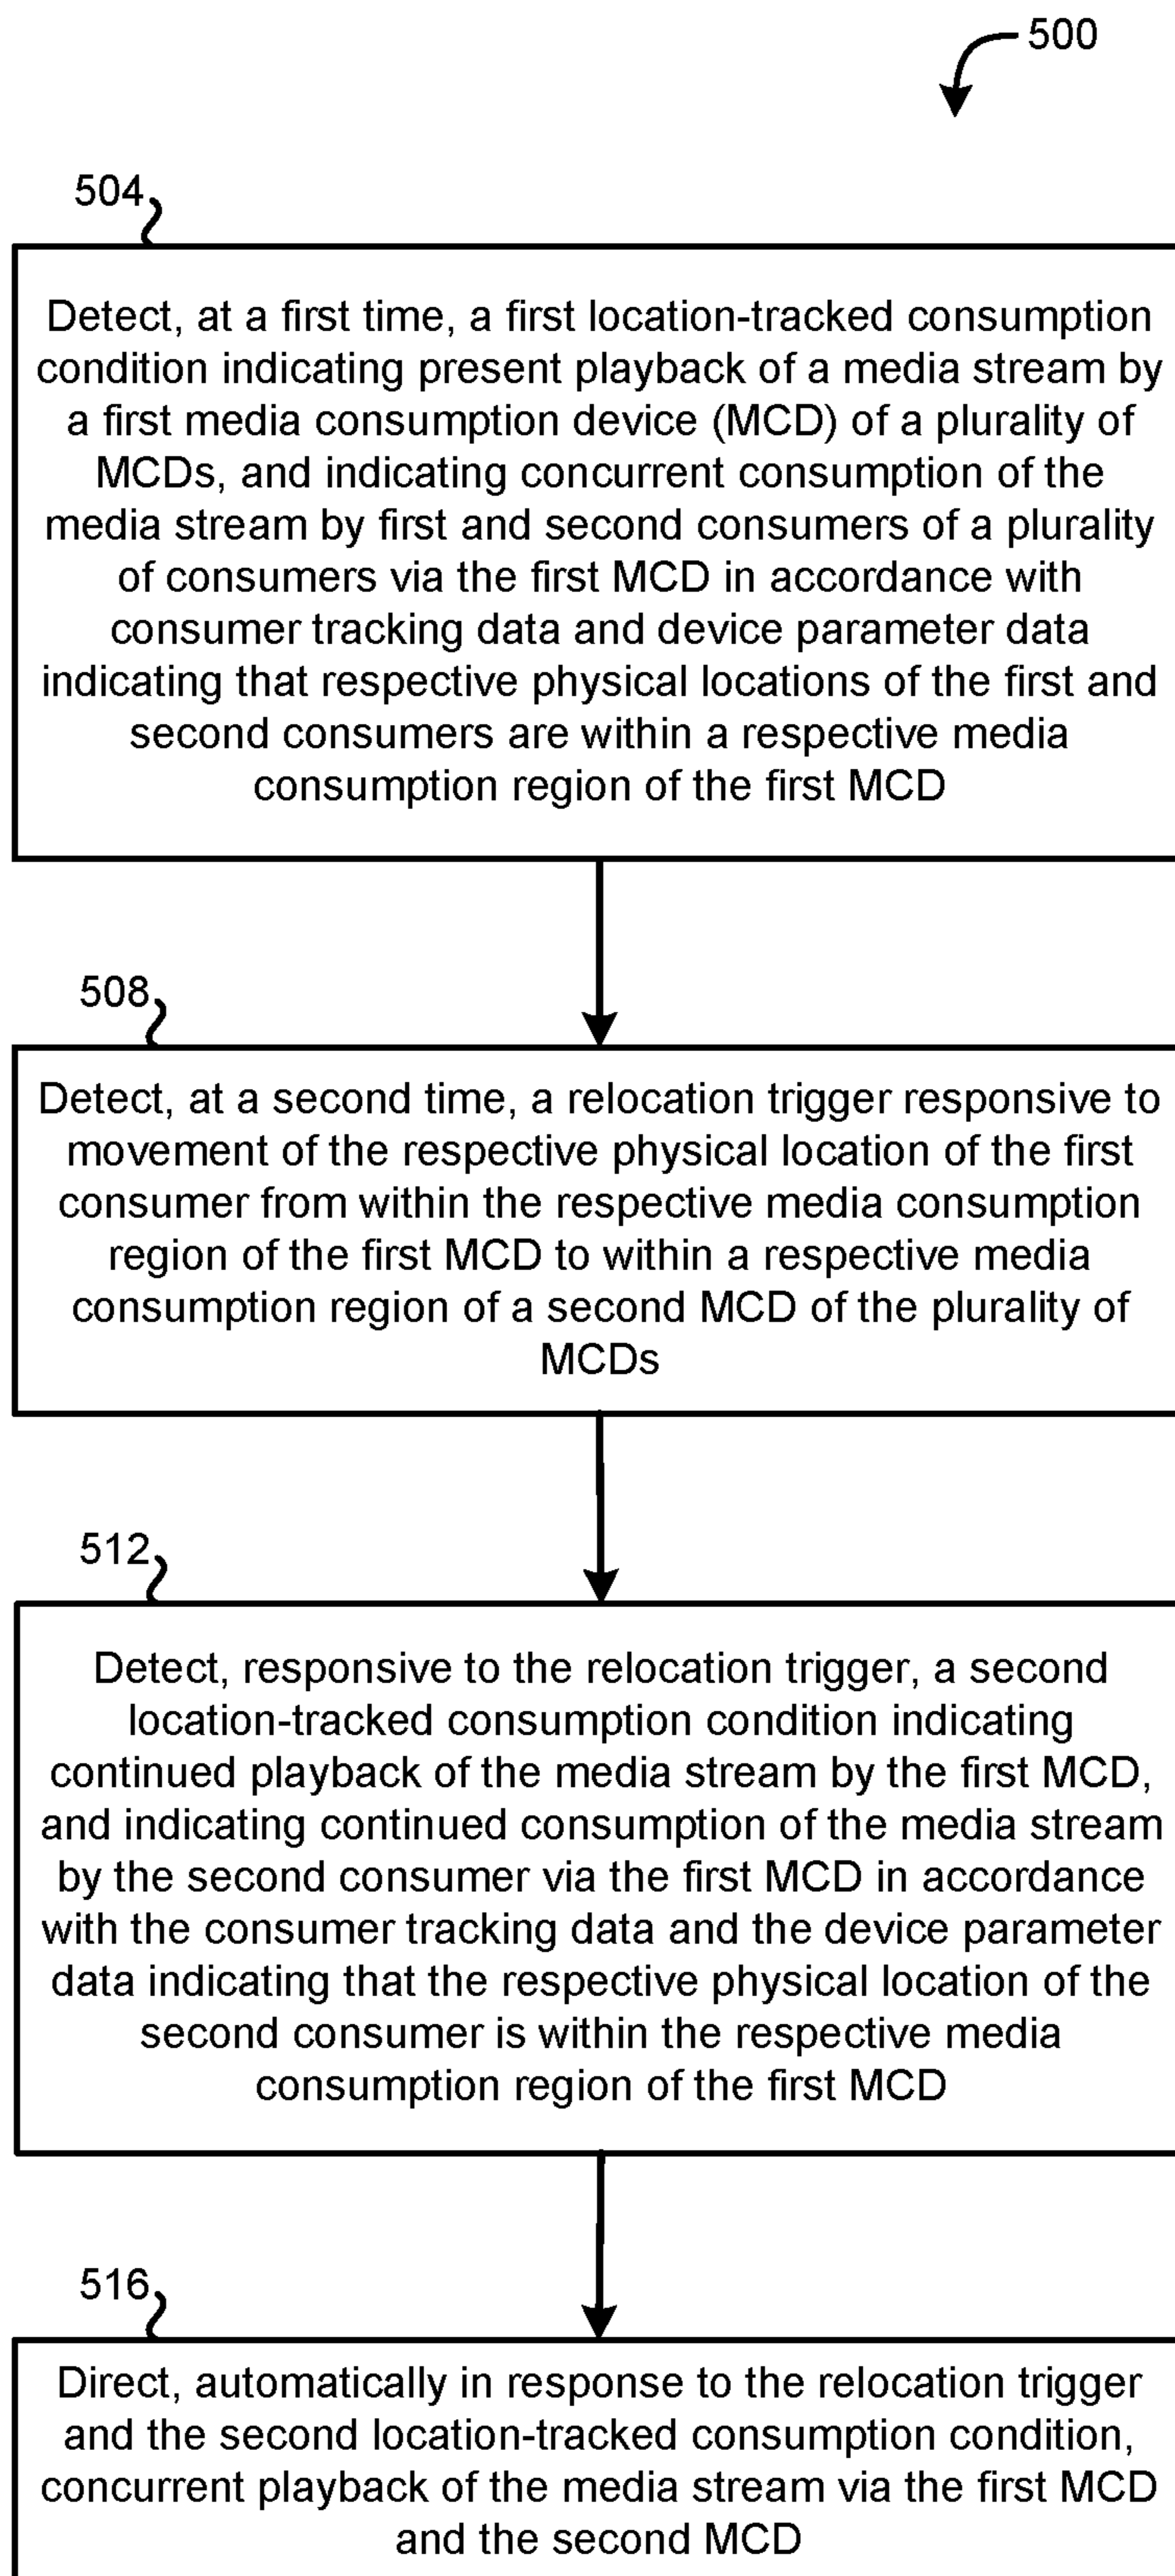 500
504
Detect, at a first time, a first location-tracked consumption
condition indicating present playback of a media stream by
a first media consumption device (MCD) of a plurality of
MCDs, and indicating concurrent consumption of the
media stream by first and second consumers of a plurality
of consumers via the first MCD in accordance with
consumer tracking data and device parameter data
indicating that respective physical locations of the first and
second consumers are within a respective media
consumption region of the first MCD
508
Detect, at a second time, a relocation trigger responsive to
movement of the respective physical location of the first
consumer from within the respective media consumption
region of the first MCD to within a respective media
consumption region of a second MCD of the plurality of
MCDs
512
Detect, responsive to the relocation trigger, a second
location-tracked consumption condition indicating
continued playback of the media stream by the first MCD,
and indicating continued consumption of the media stream
by the second consumer via the first MCD in accordance
with the consumer tracking data and the device parameter
data indicating that the respective physical location of the
second consumer is within the respective media
consumption region of the first MCD
516
Direct, automatically in response to the relocation trigger
and the second location-tracked consumption condition,
concurrent playback of the media stream via the first MCD
and the second MCD